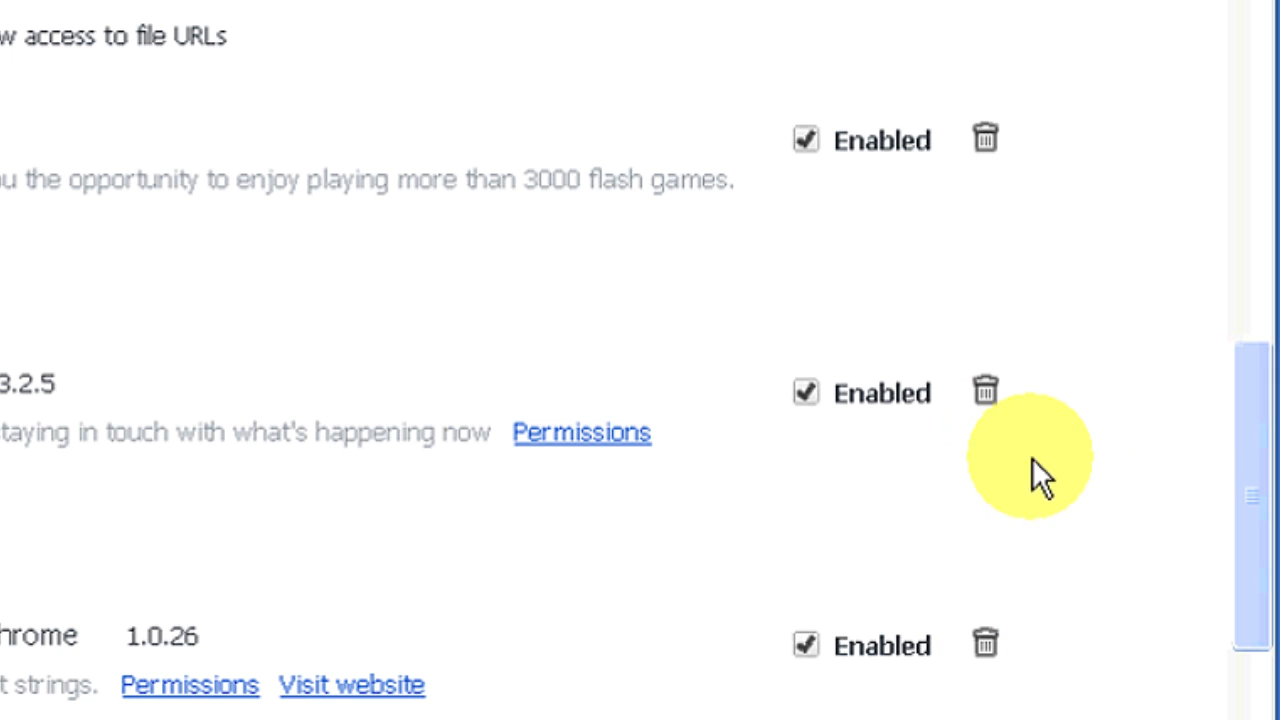 w access to file URLs
Enabled
u the opportunity to enjoy playing more than 3000 flash games.
3.2.5
Enabled
taying in touch with what's happening now Permissions
hrome 1.0.26
Enabled
t strings. Permissions Visit website